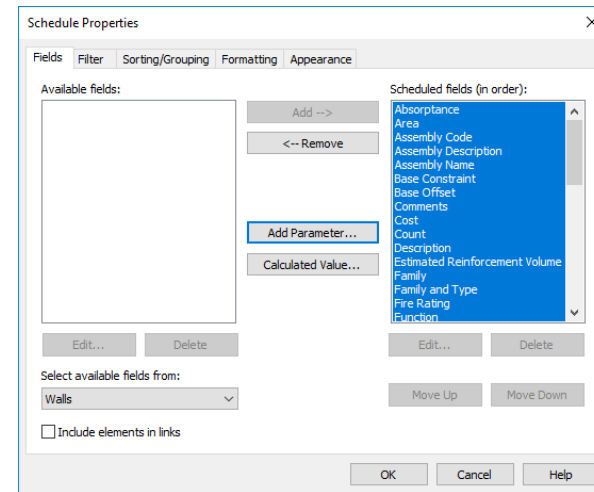 Schedule Properties
Fields Filter Sorting/Grouping Formatting Appearance
Available fields:
Scheduled fields (in order):
Add -->
<-- Remove
Add Parameter...
Calculated Value...
Absorptance
Area
Assembly Code
Assembly Description
Assembly Name
Base Constraint
Base Offset
Comments
Cost
Count
Description
Estimated Reinforcement Volume
Family
Family and Type
Fire Rating
Function
Edit... Delete
Edit... Delete
Select available fields from:
Walls
Move Up Move Down
Include elements in links
OK Cancel Help